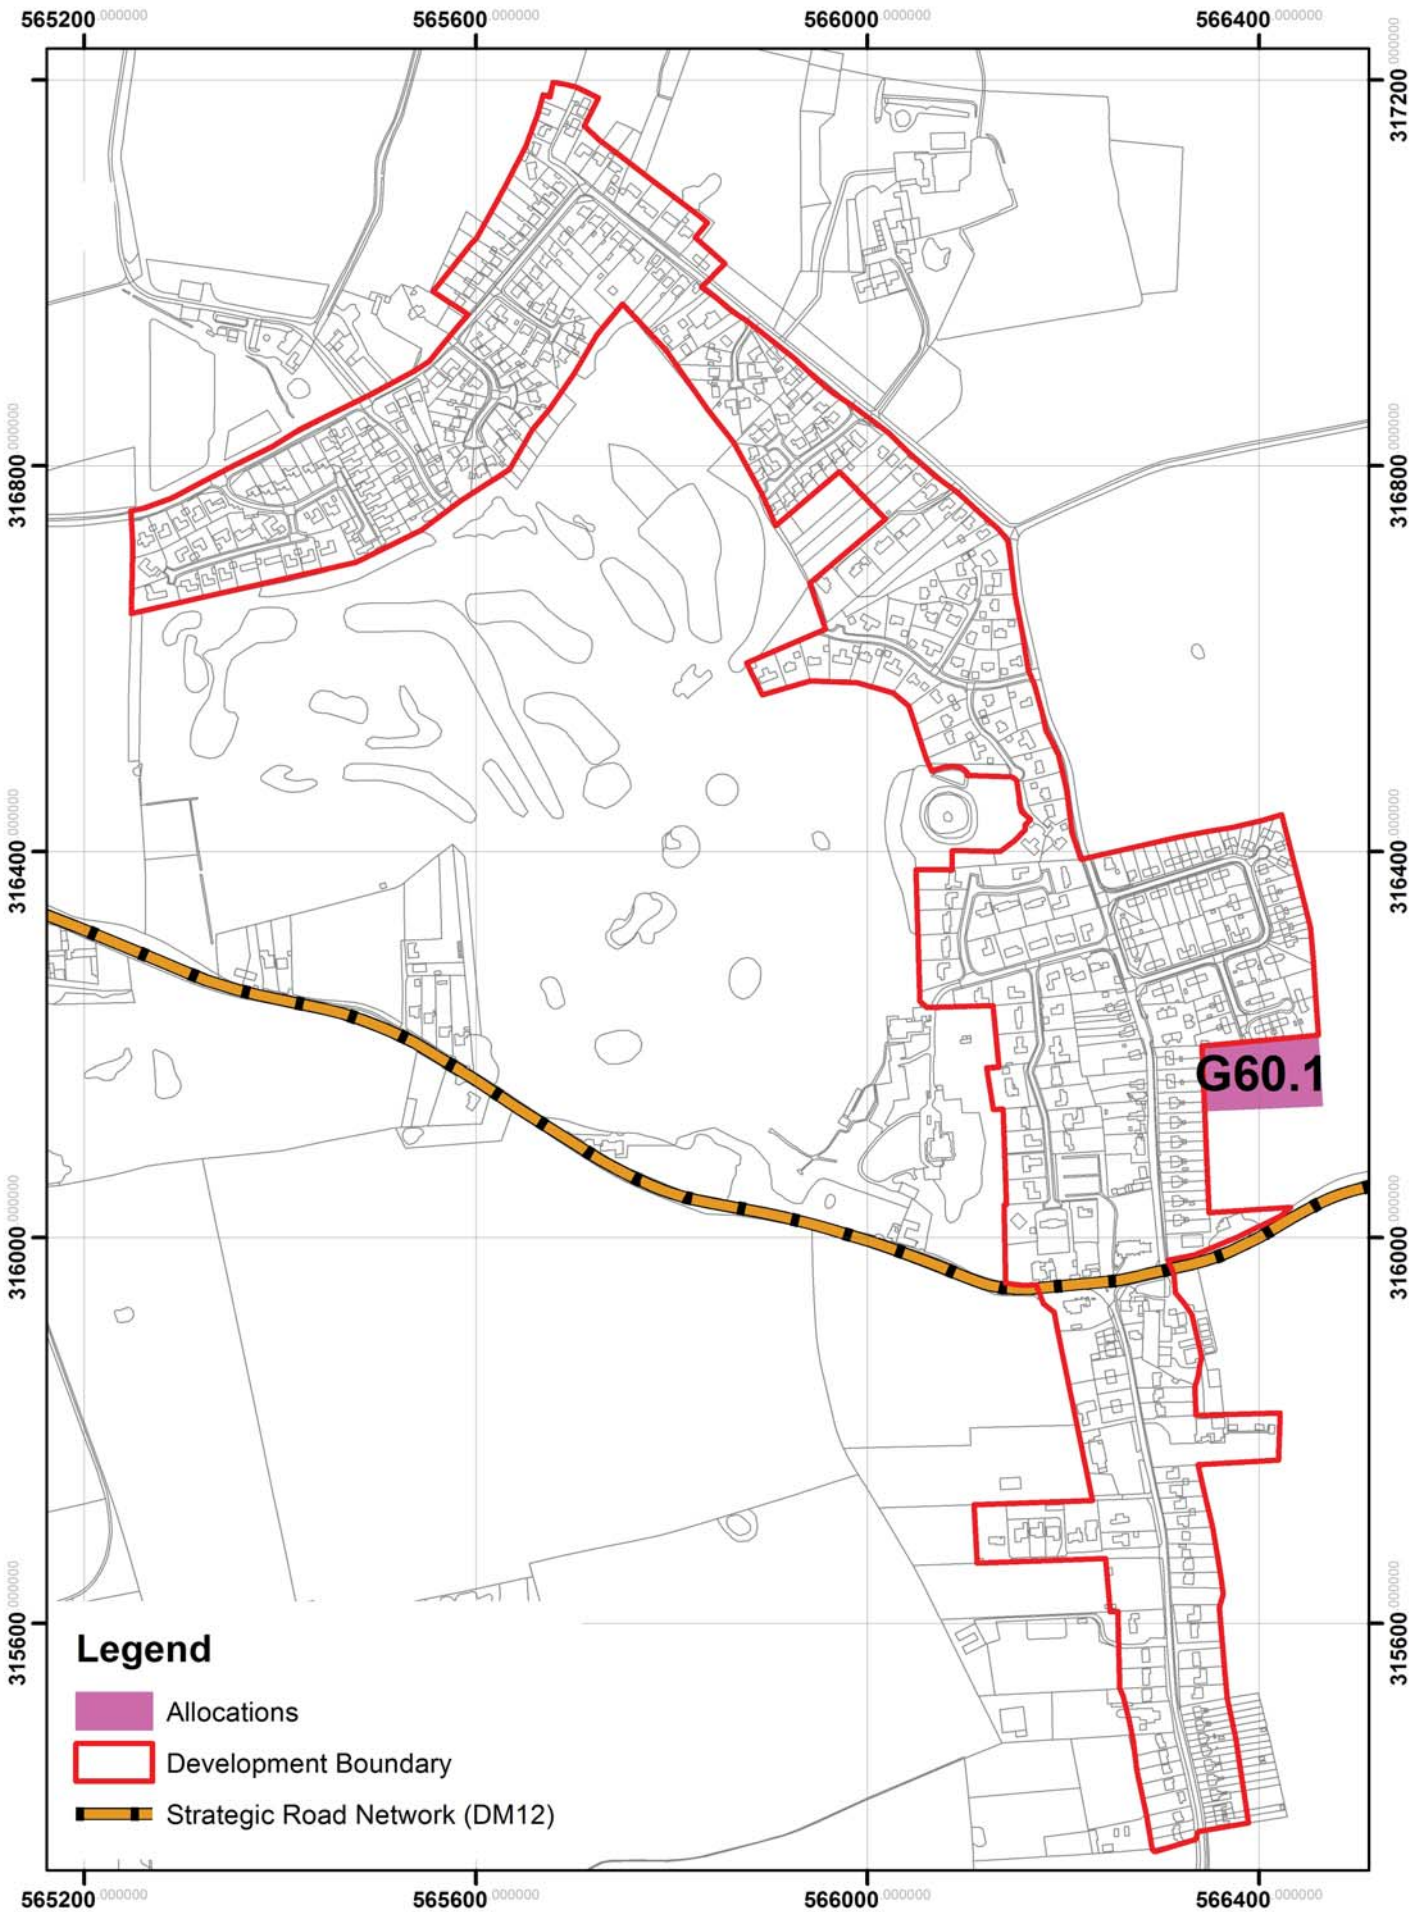 565200.000000 565600.000000 566000.000000 566400.000000
317200.000000
316800.000000 316800.000000
316400.000000 316400.000000
G60.1
316000.000000 316000.000000
315600.000000 315600.000000
Legend
Allocations
Development Boundary
Strategic Road Network (DM12)
565200.000000 565600.000000 566000.000000 566400.000000